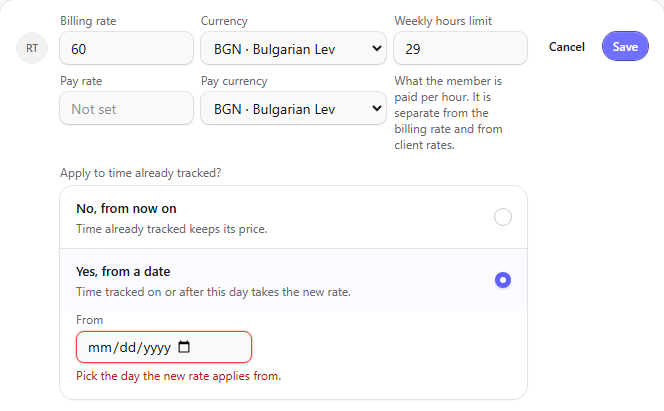 Billing rate
Currency
Weekly hours limit
RT
60
BGN · Bulgarian Lev
29
Cancel
Save
Pay rate
Pay currency
Not set
BGN · Bulgarian Lev
What the member is
paid per hour. It is
separate from the
billing rate and from
client rates.
Apply to time already tracked?
No, from now on
Time already tracked keeps its price.
Yes, from a date
Time tracked on or after this day takes the new rate.
From
mm/dd/yyyy
Pick the day the new rate applies from.